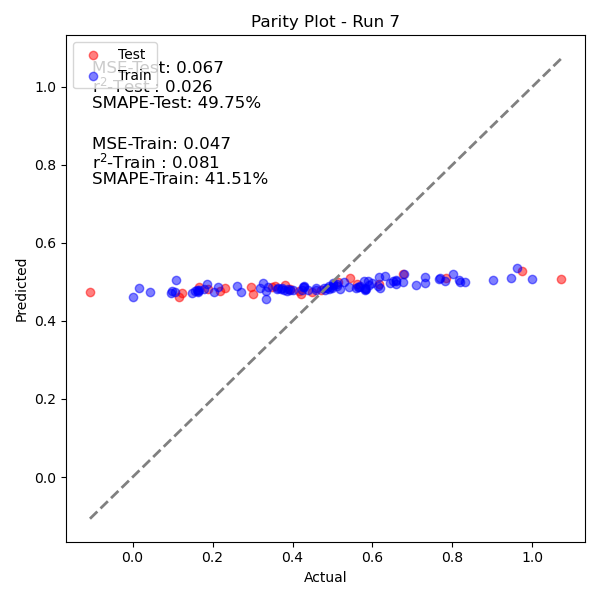 Parity Plot - Run 7
Test
Train
MSE-Test: 0.067
r²-Test : 0.026
SMAPE-Test: 49.75%
MSE-Train: 0.047
r²-Train : 0.081
SMAPE-Train: 41.51%
1.0
0.8
0.6
0.4
0.2
0.0
Predicted
0.0 0.2 0.4 0.6 0.8 1.0
Actual